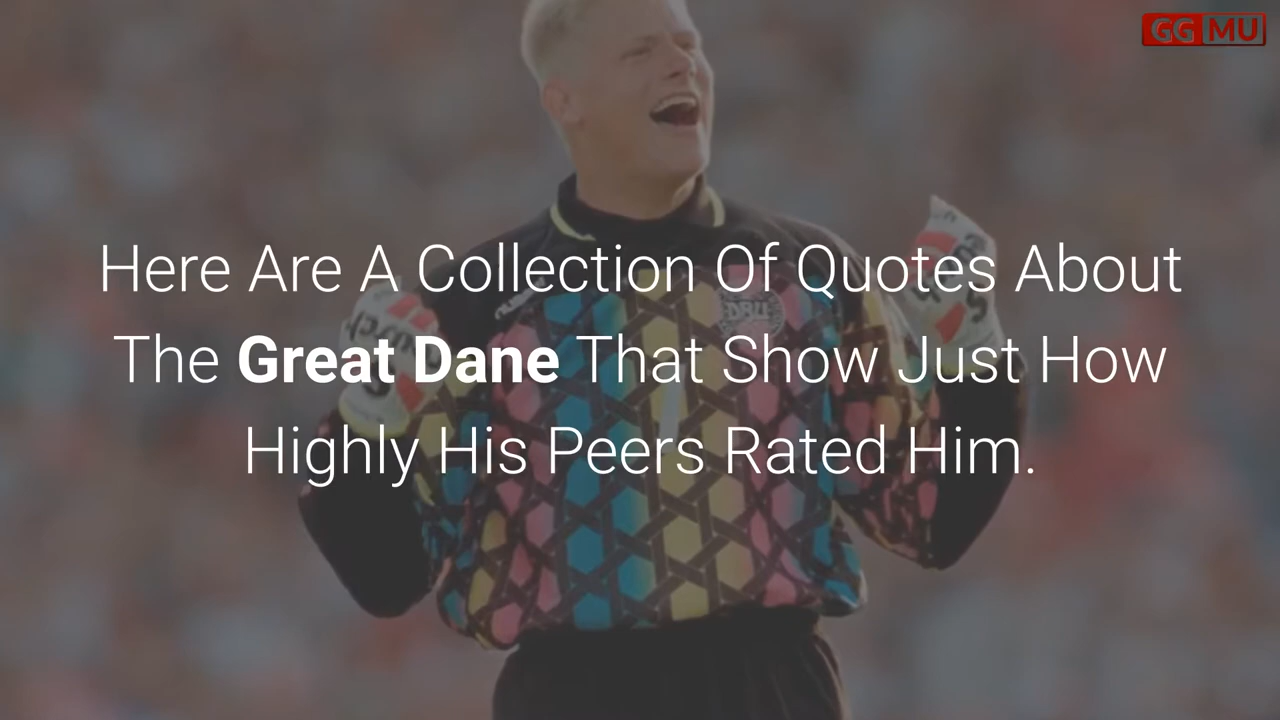 GG MU
Here Are A Collection Of Quotes About
The Great Dane That Show Just How
Highly His Peers Rated Him.
DBU